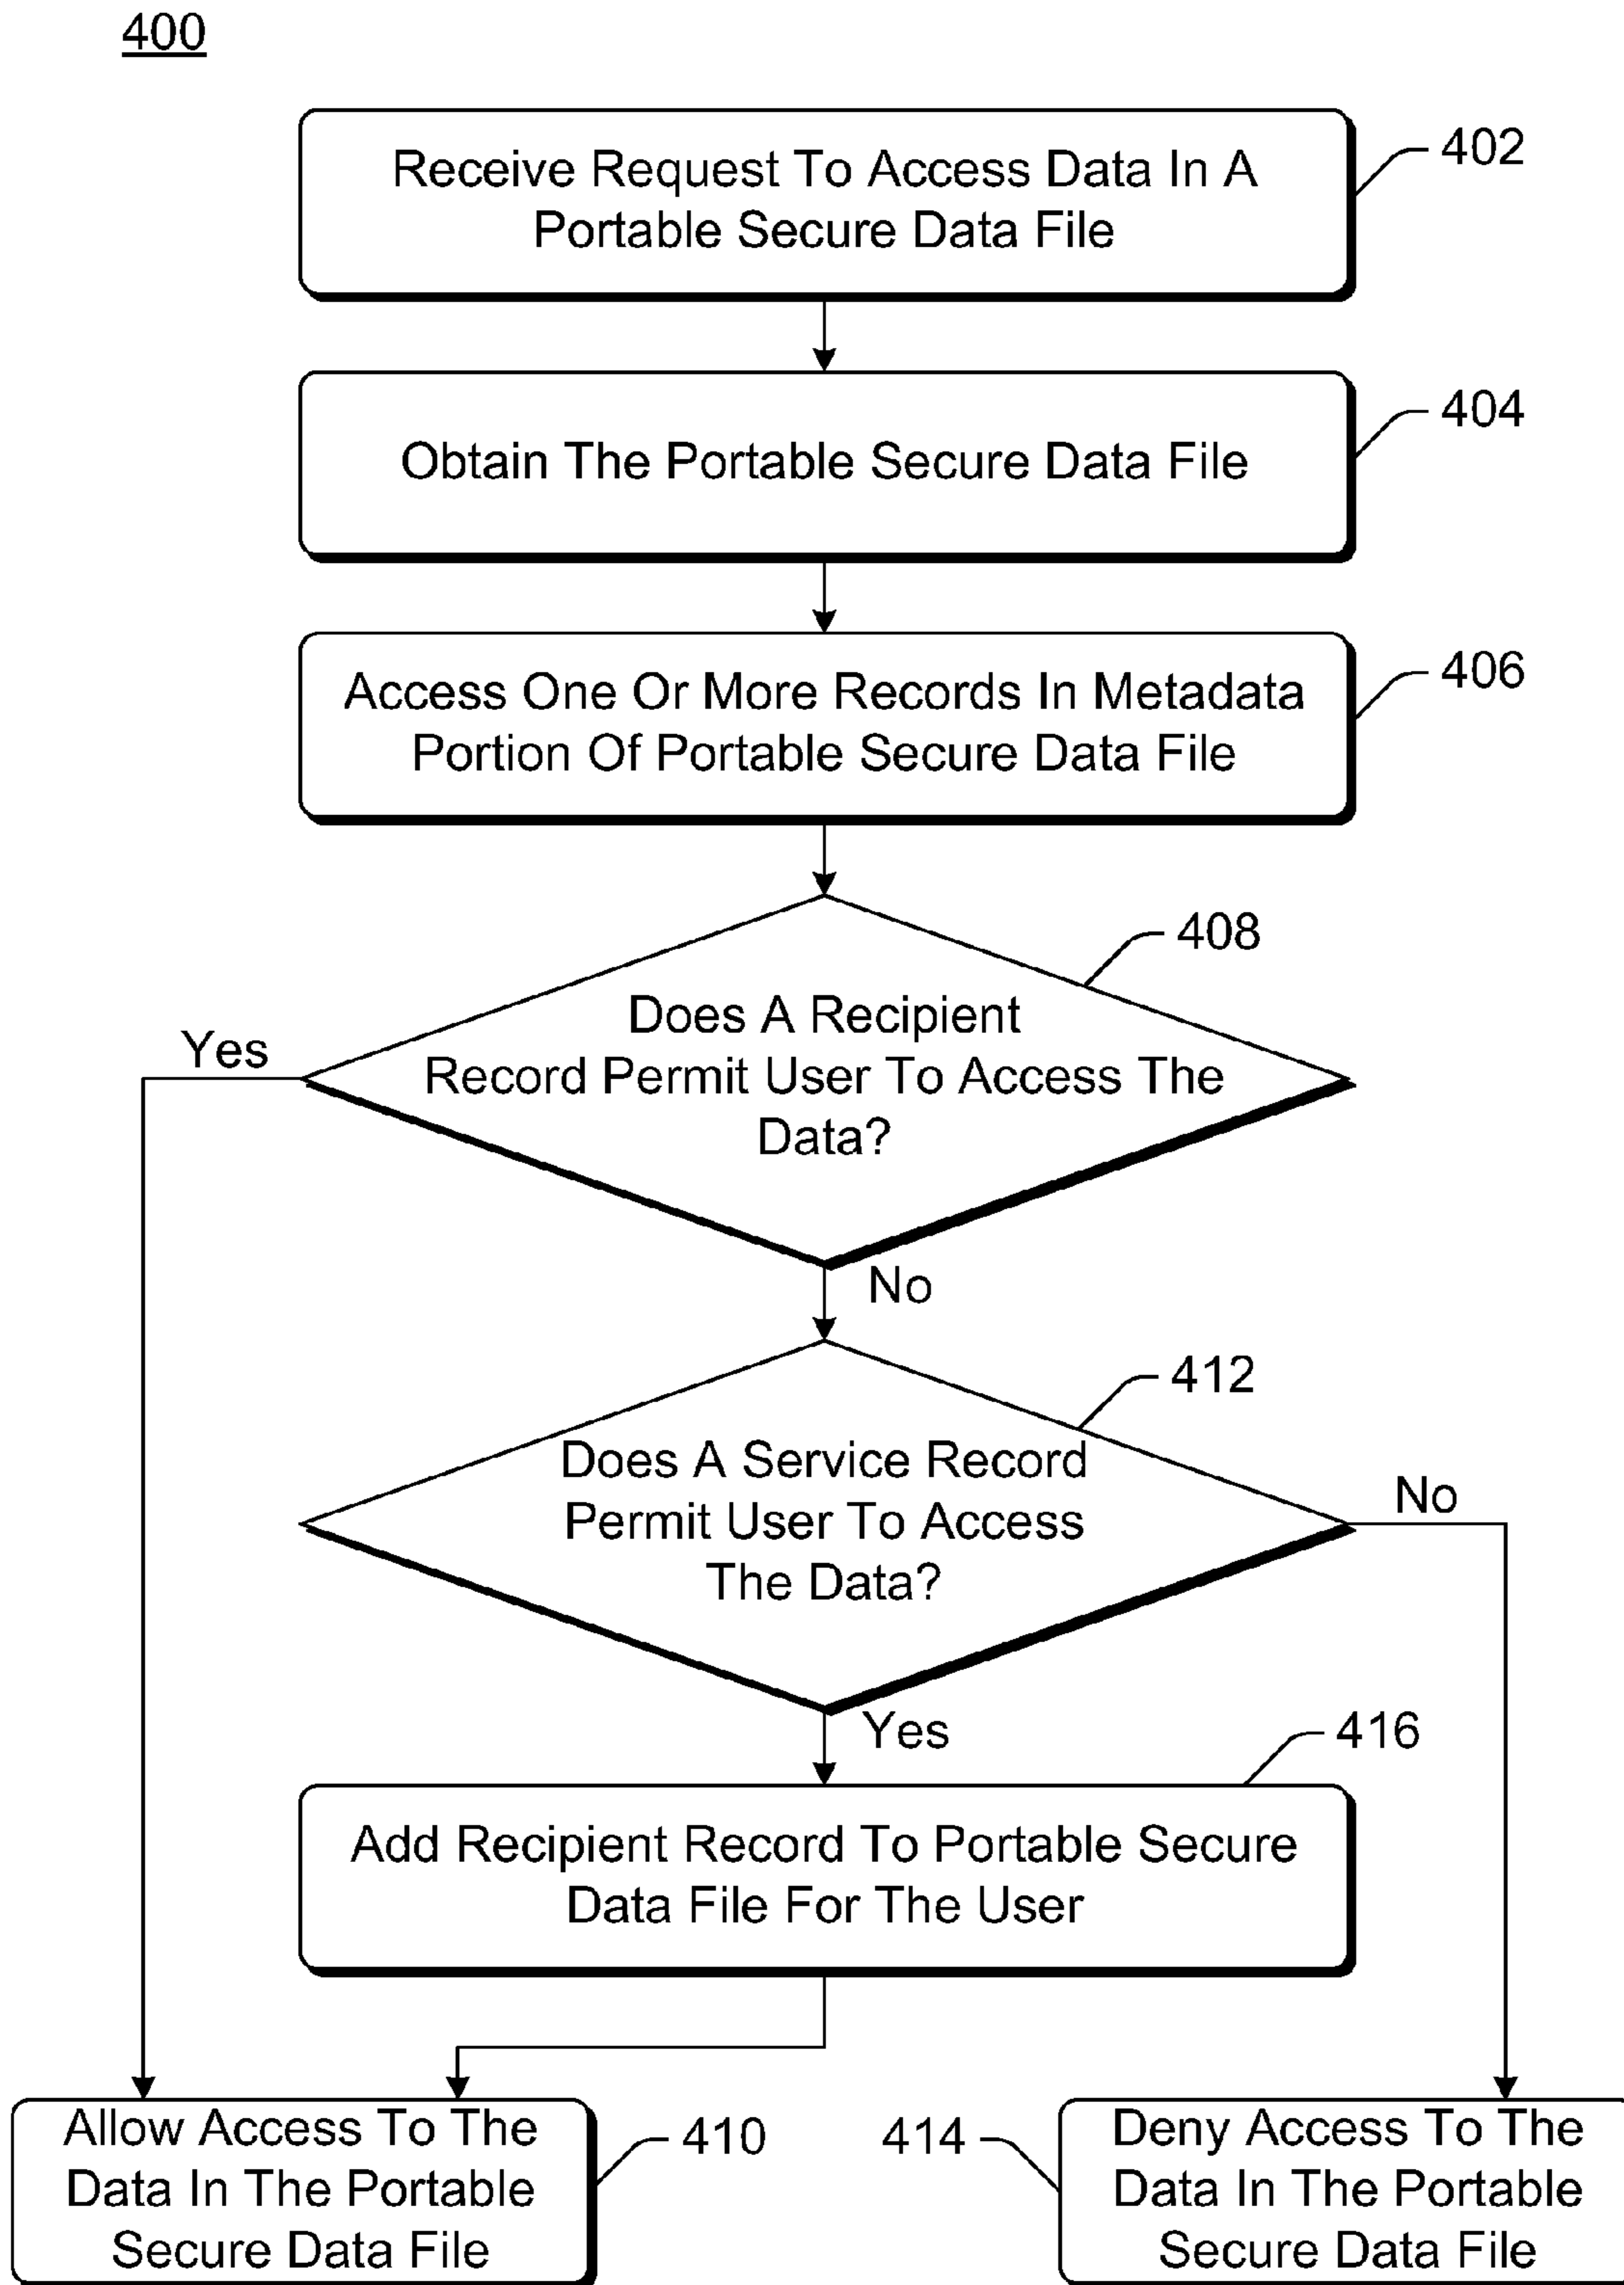 400
Receive Request To Access Data In A
Portable Secure Data File
402
Obtain The Portable Secure Data File
404
Access One Or More Records In Metadata
Portion Of Portable Secure Data File
406
408
Does A Recipient
Record Permit User To Access The
Data?
Yes
No
412
Does A Service Record
Permit User To Access
The Data?
No
Yes
416
Add Recipient Record To Portable Secure
Data File For The User
Allow Access To The
Data In The Portable
Secure Data File
410
414
Deny Access To The
Data In The Portable
Secure Data File